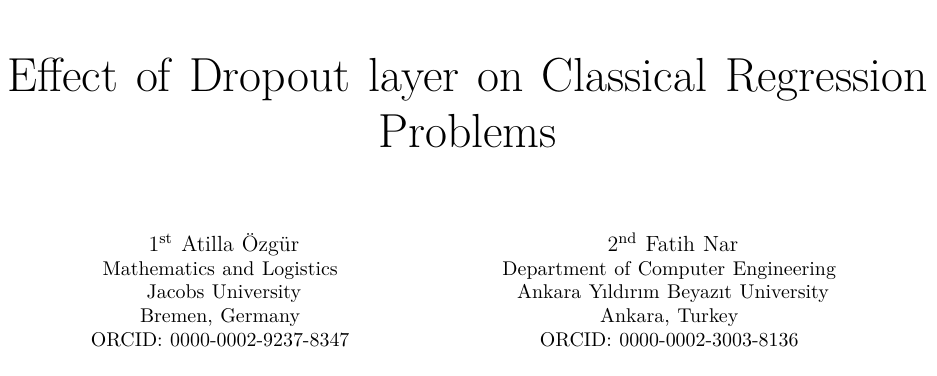 Effect of Dropout layer on Classical Regression
Problems
1st Atilla Özgür
Mathematics and Logistics
Jacobs University
Bremen, Germany
ORCID: 0000-0002-9237-8347
2nd Fatih Nar
Department of Computer Engineering
Ankara Yıldırım Beyazıt University
Ankara, Turkey
ORCID: 0000-0002-3003-8136